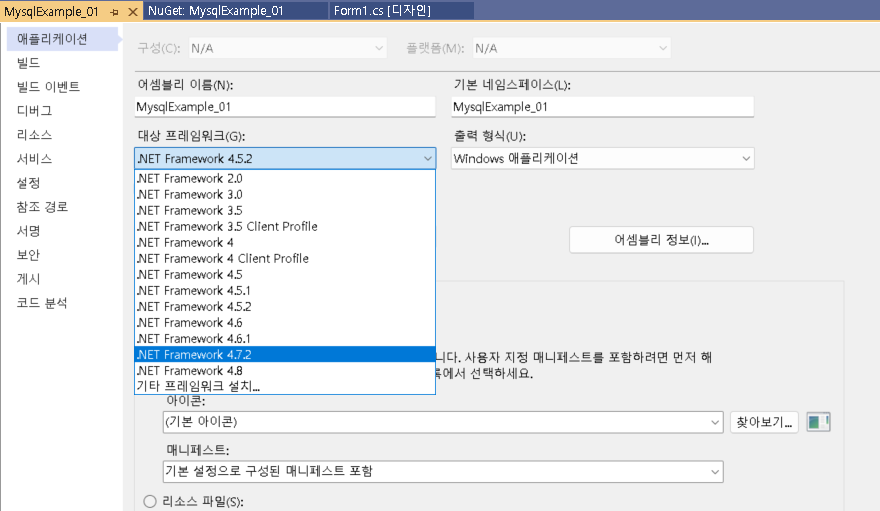 MysqlExample_01
NuGet: MysqlExample_01
Form1.cs [디자인]
애플리케이션
빌드
빌드 이벤트
디버그
리소스
서비스
설정
참조 경로
서명
보안
게시
코드 분석
구성(C):
N/A
플랫폼(M):
N/A
어셈블리 이름(N):
기본 네임스페이스(L):
MysqlExample_01
MysqlExample_01
대상 프레임워크(G):
출력 형식(U):
.NET Framework 4.5.2
Windows 애플리케이션
.NET Framework 2.0
.NET Framework 3.0
.NET Framework 3.5
.NET Framework 3.5 Client Profile
.NET Framework 4
.NET Framework 4 Client Profile
.NET Framework 4.5
.NET Framework 4.5.1
.NET Framework 4.5.2
.NET Framework 4.6
.NET Framework 4.6.1
.NET Framework 4.7.2
.NET Framework 4.8
기타 프레임워크 설치...
어셈블리 정보(I)...
니다. 사용자 지정 매니페스트를 포함하려면 먼저 해
록에서 선택하세요.
아이콘:
(기본 아이콘)
찾아보기...
매니페스트:
기본 설정으로 구성된 매니페스트 포함
리소스 파일(S):